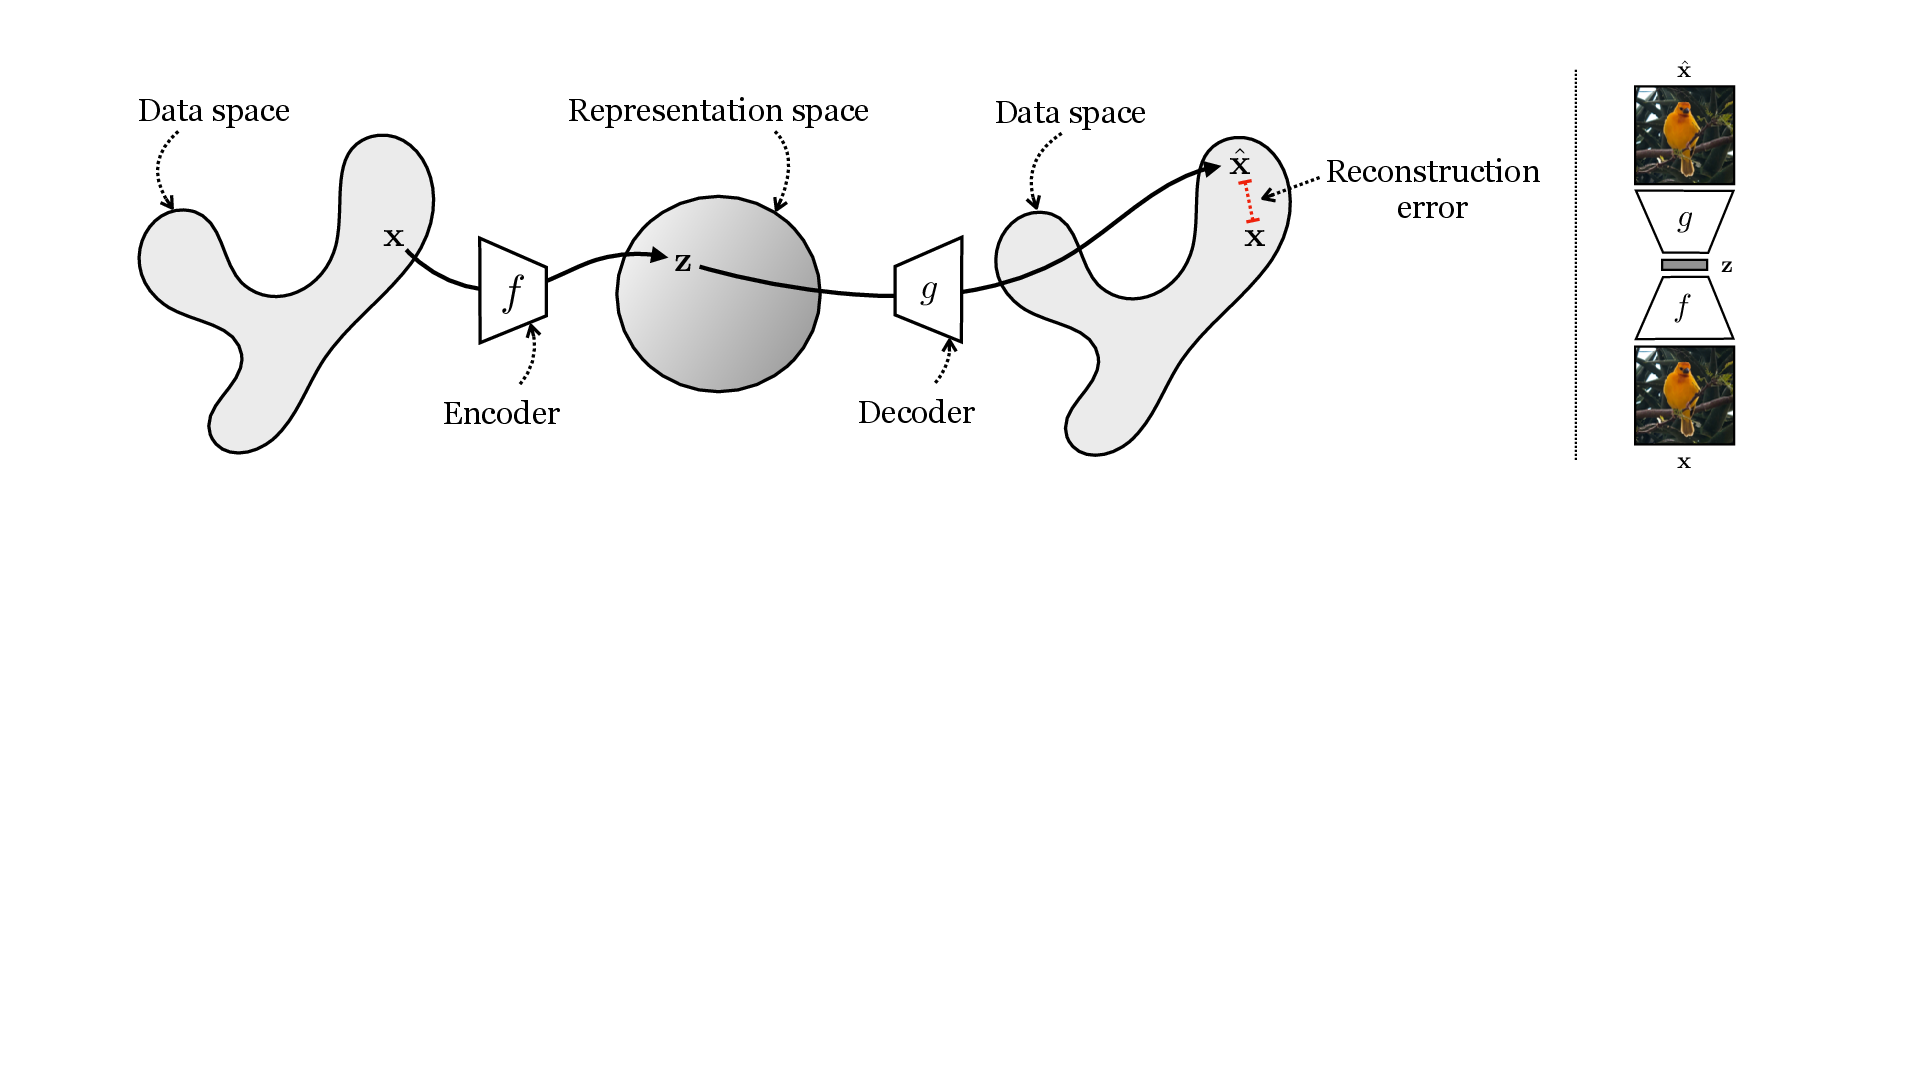 Data space
Representation space
Data space
x
f
z
g
x̂
x
Reconstruction
error
Encoder
Decoder
x̂
g
z
f
x